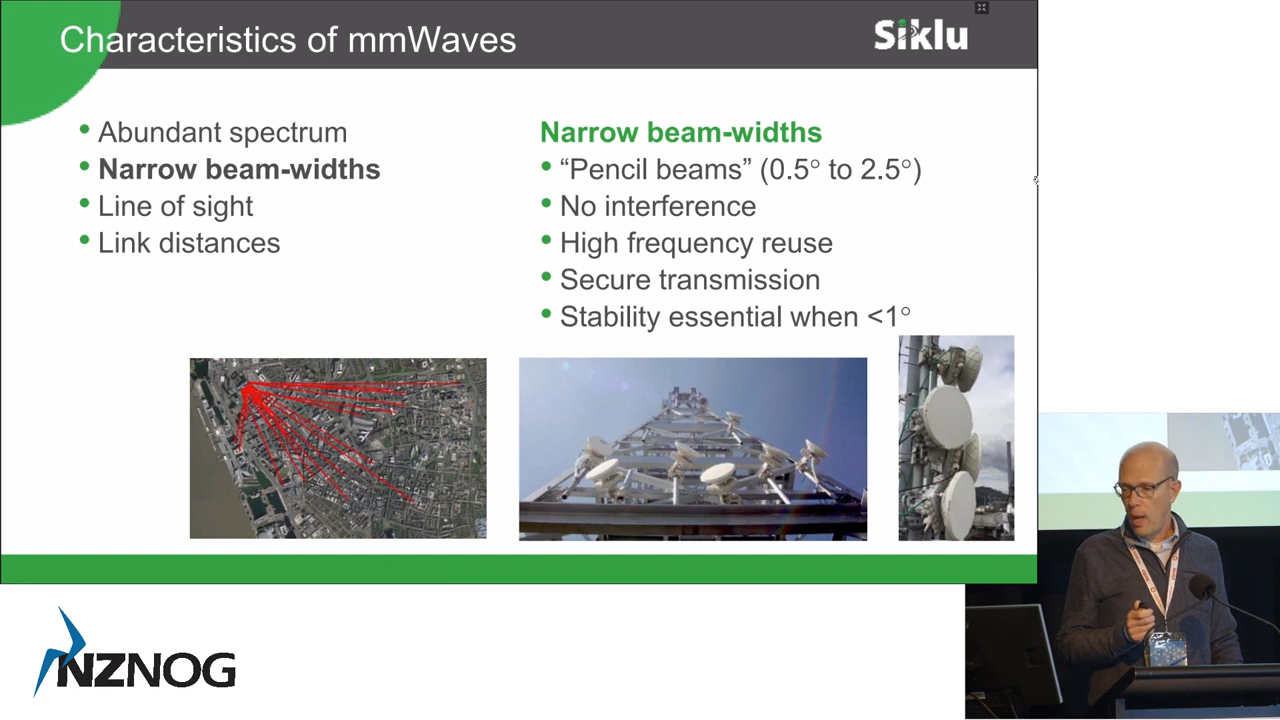 Characteristics of mmWaves
Siklu
• Abundant spectrum
• Narrow beam-widths
• Line of sight
• Link distances
Narrow beam-widths
• “Pencil beams” (0.5° to 2.5°)
• No interference
• High frequency reuse
• Secure transmission
• Stability essential when <1°
NZNOG